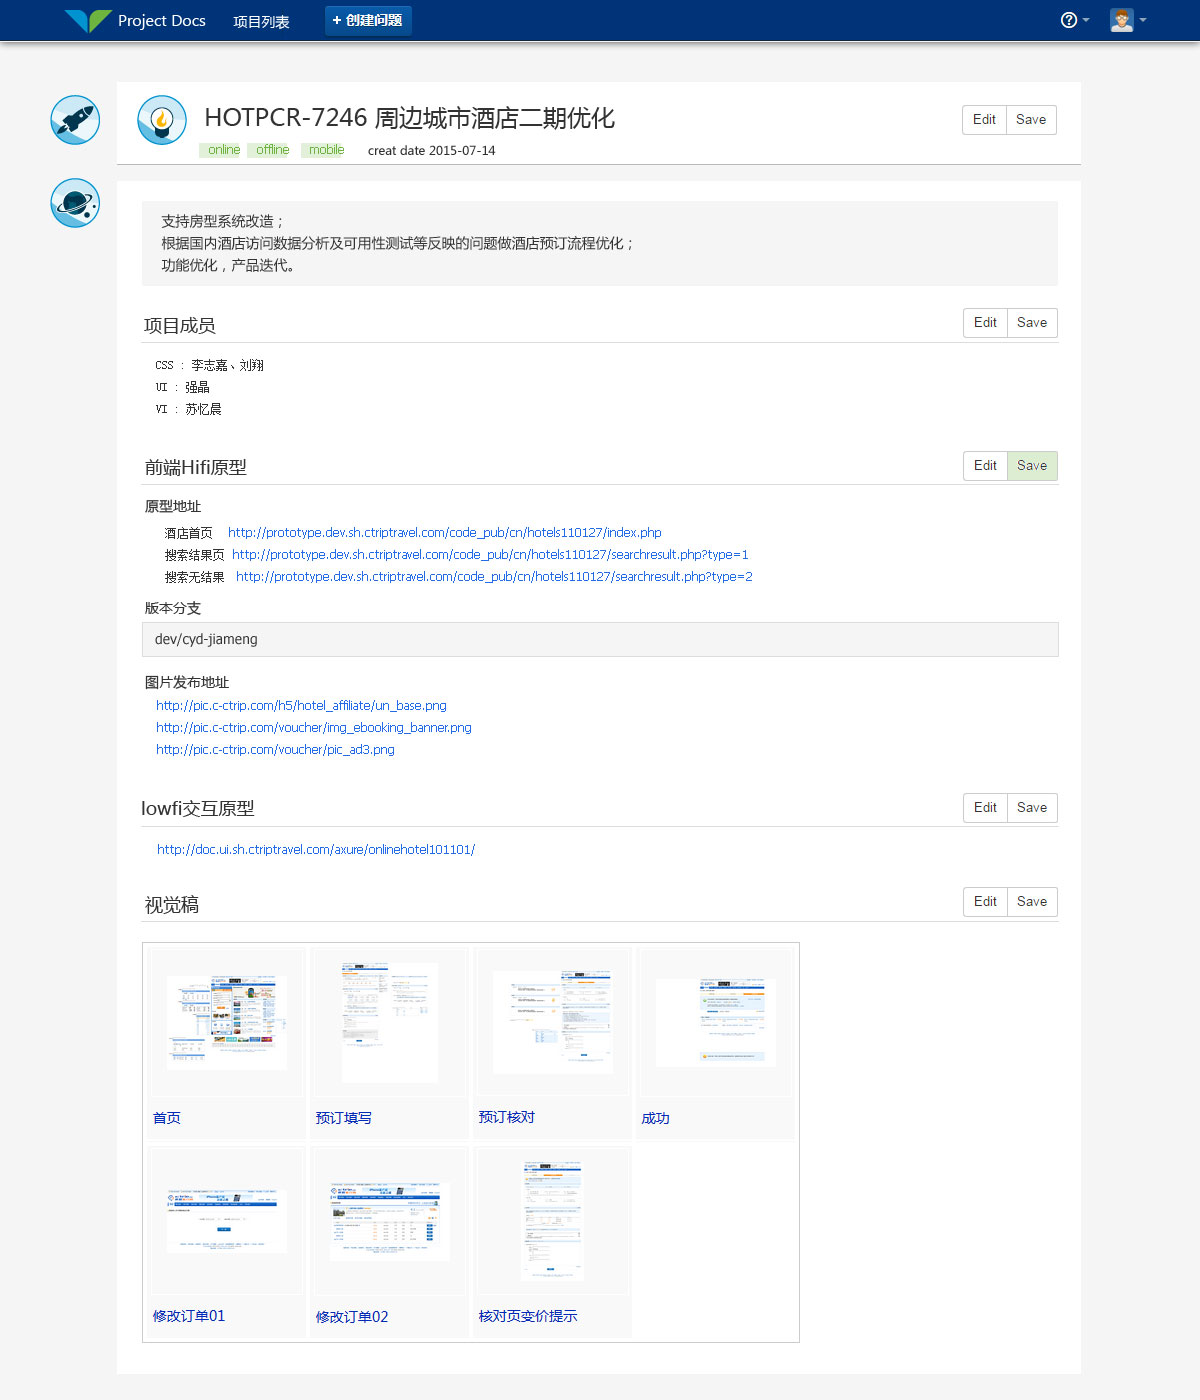 Project Docs 项目列表 + 创建问题
HOTPCR-7246 周边城市酒店二期优化
Edit Save
online offline mobile creat date 2015-07-14
支持房型系统改造；
根据国内酒店访问数据分析及可用性测试等反映的问题做酒店预订流程优化；
功能优化，产品迭代。
项目成员
Edit Save
CSS : 李志嘉、刘翔
UI : 强晶
VI : 苏忆晨
前端Hifi原型
Edit Save
原型地址
酒店首页 http://prototype.dev.sh.ctriptravel.com/code_pub/cn/hotels110127/index.php
搜索结果页 http://prototype.dev.sh.ctriptravel.com/code_pub/cn/hotels110127/searchresult.php?type=1
搜索无结果 http://prototype.dev.sh.ctriptravel.com/code_pub/cn/hotels110127/searchresult.php?type=2
版本分支
dev/cyd-jiameng
图片发布地址
http://pic.c-ctrip.com/h5/hotel_affiliate/un_base.png
http://pic.c-ctrip.com/voucher/img_ebooking_banner.png
http://pic.c-ctrip.com/voucher/pic_ad3.png
lowfi交互原型
Edit Save
http://doc.ui.sh.ctriptravel.com/axure/onlinehotel101101/
视觉稿
Edit Save
首页 预订填写 预订核对 成功
修改订单01 修改订单02 核对页变价提示